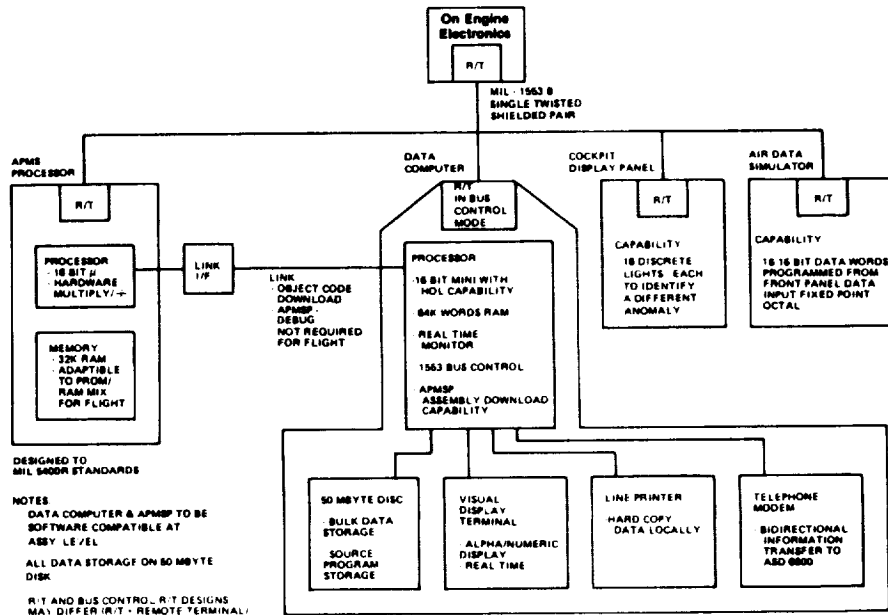 On Engine
Electronics
R/T
MIL - 1553 B
SINGLE TWISTED
SHIELDED PAIR
APMS
PROCESSOR
R/T
PROCESSOR
- 16 BIT μ
- HARDWARE
MULTIPLY/÷
MEMORY
- 32K RAM
- ADAPTIBLE
TO PROM/
RAM MIX
FOR FLIGHT
DESIGNED TO
MIL 5400R STANDARDS
LINK
I/F
LINK
- OBJECT CODE
DOWNLOAD
- APMSP -
DEBUG
NOT REQUIRED
FOR FLIGHT
DATA
COMPUTER
R/T
IN BUS
CONTROL
MODE
PROCESSOR
- 16 BIT MINI WITH
HOL CAPABILITY
- 64K WORDS RAM
- REAL TIME
MONITOR
1553 BUS CONTROL
- APMSP
ASSEMBLY DOWNLOAD
CAPABILITY
COCKPIT
DISPLAY PANEL
R/T
CAPABILITY
16 DISCRETE
LIGHTS EACH
TO IDENTIFY
A DIFFERENT
ANOMALY
AIR DATA
SIMULATOR
R/T
CAPABILITY
16 16 BIT DATA WORDS
PROGRAMMED FROM
FRONT PANEL DATA
INPUT FIXED POINT
OCTAL
50 MBYTE DISC
- BULK DATA
STORAGE
SOURCE
PROGRAM
STORAGE
VISUAL
DISPLAY
TERMINAL
- ALPHA/NUMERIC
DISPLAY
- REAL TIME
LINE PRINTER
- HARD COPY
DATA LOCALLY
TELEPHONE
MODEM
- BIDIRECTIONAL
INFORMATION
TRANSFER TO
ASD 6600
NOTES
DATA COMPUTER & APMSP TO BE
SOFTWARE COMPATIBLE AT
ASSY LEVEL
ALL DATA STORAGE ON 50 MBYTE
DISK
R/T AND BUS CONTROL R/T DESIGNS
MAY DIFFER (R/T - REMOTE TERMINAL)